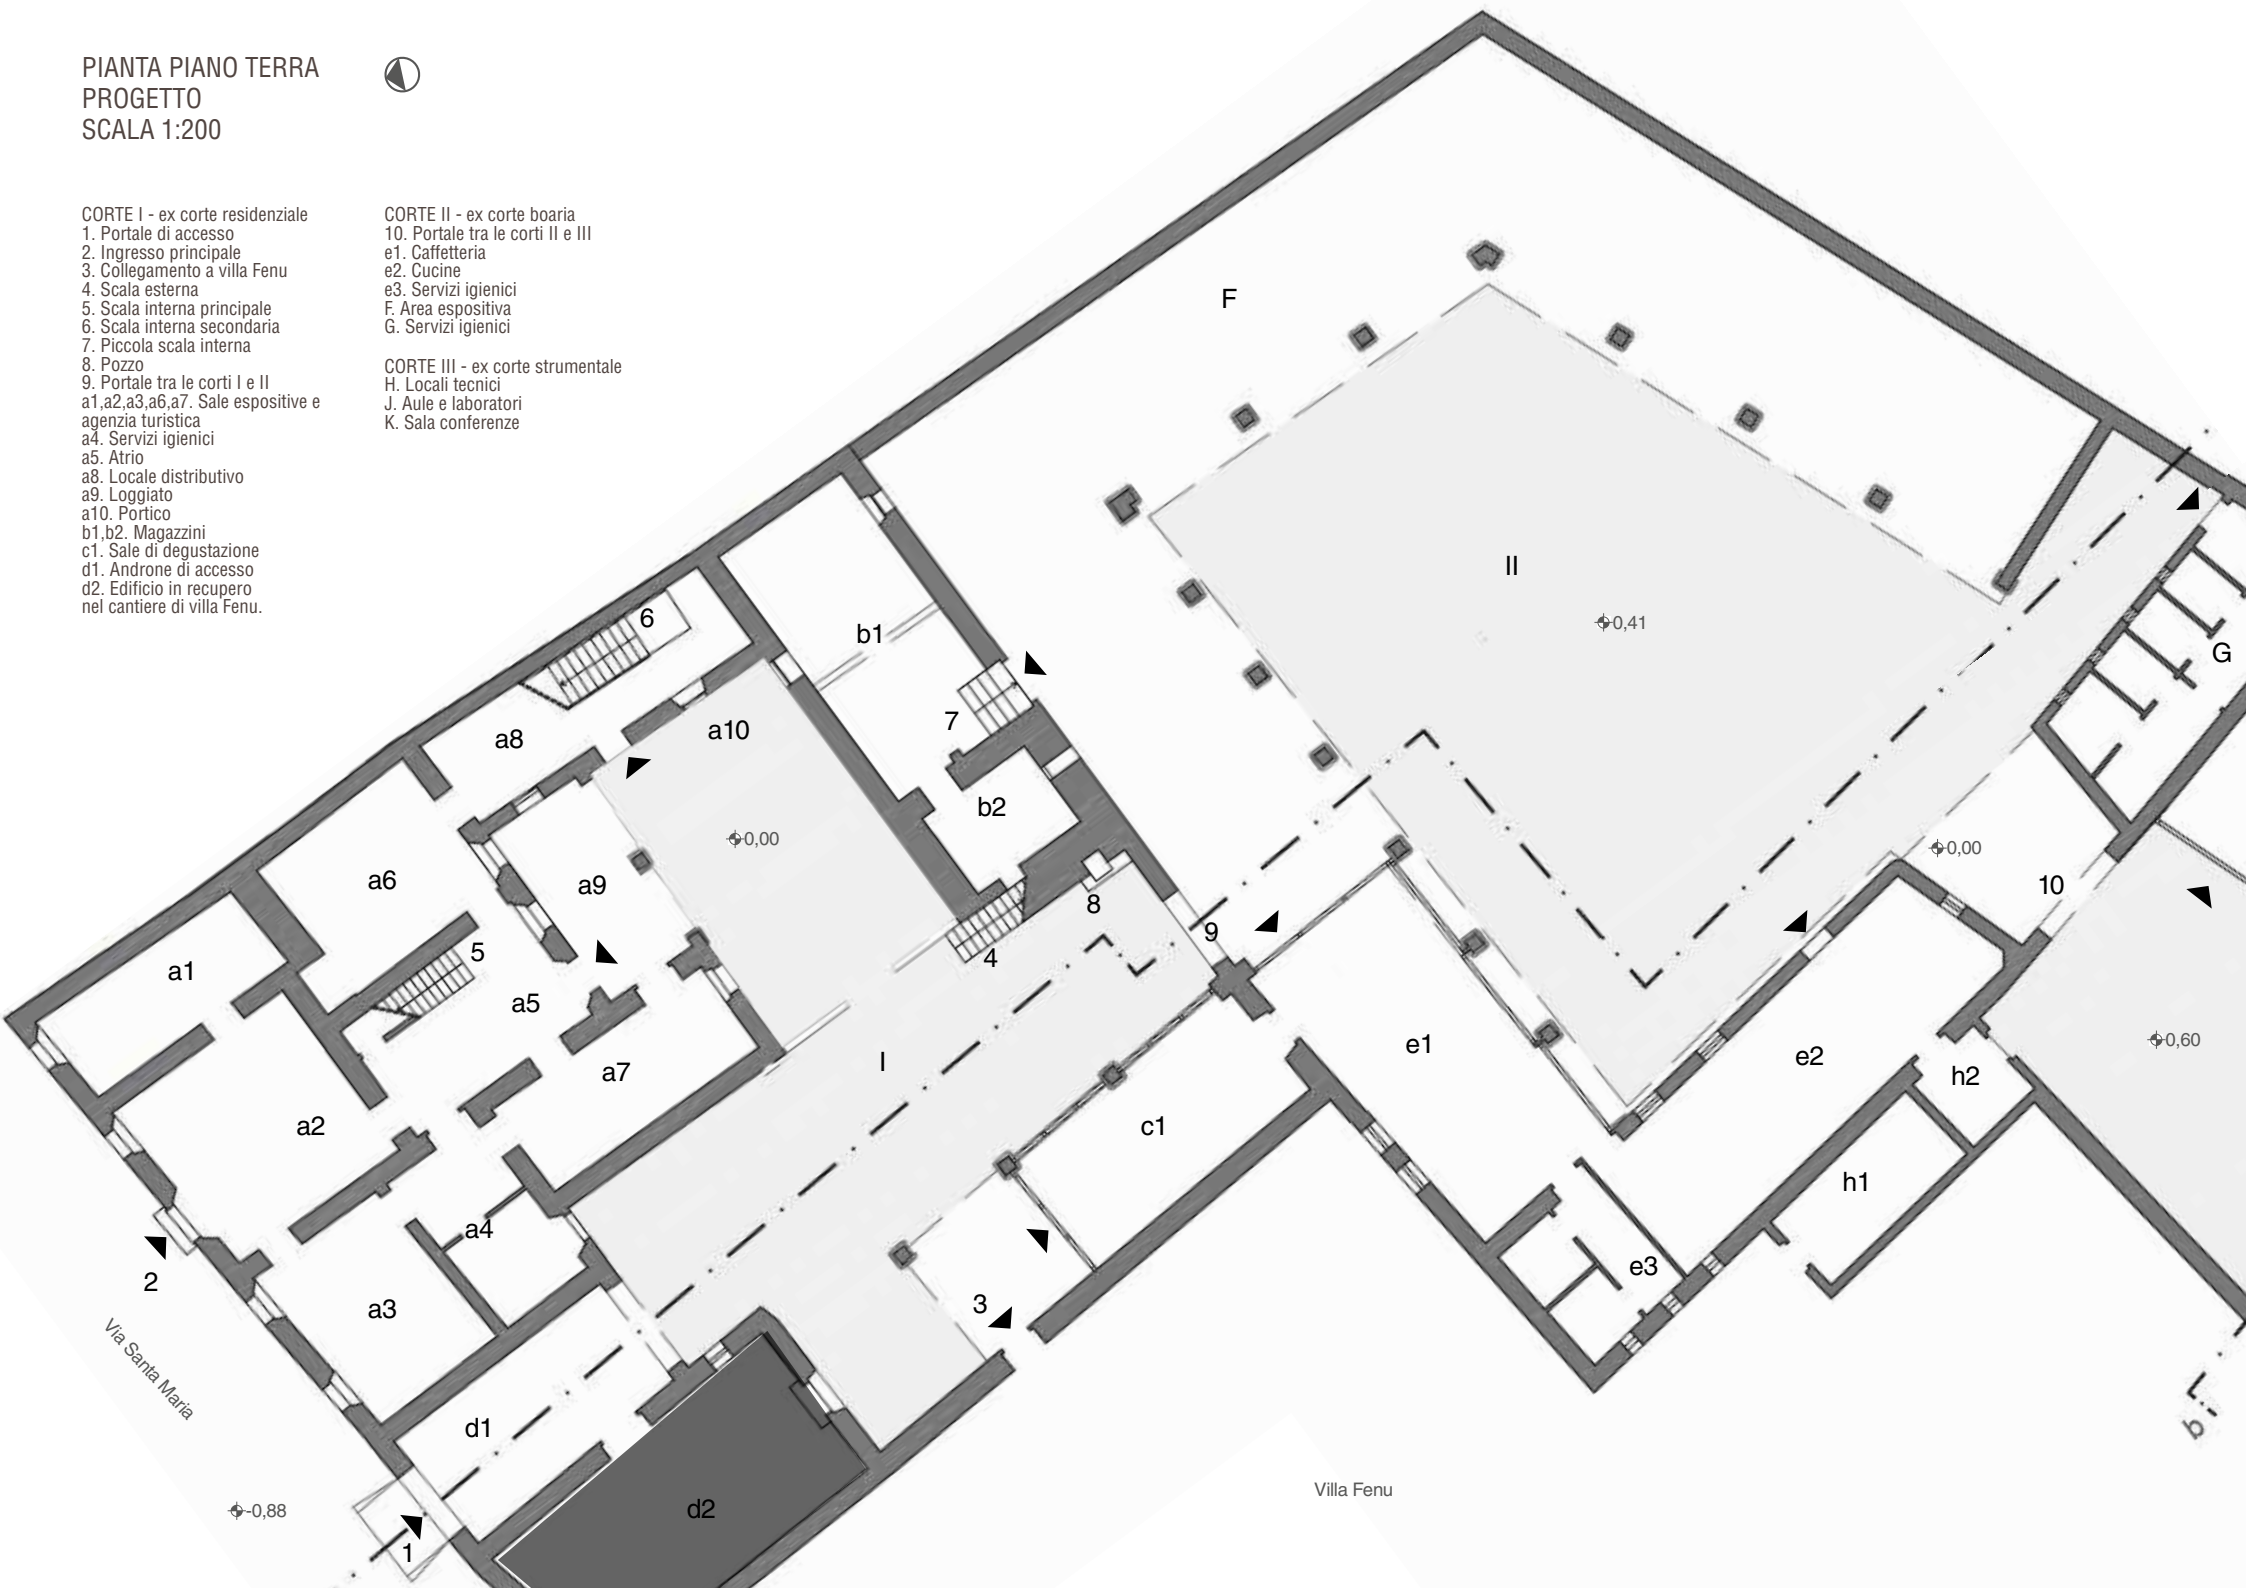 PIANTA PIANO TERRA
PROGETTO
SCALA 1:200
CORTE I - ex corte residenziale
1. Portale di accesso
2. Ingresso principale
3. Collegamento a villa Fenu
4. Scala esterna
5. Scala interna principale
6. Scala interna secondaria
7. Piccola scala interna
8. Pozzo
9. Portale tra le corti I e II
a1,a2,a3,a6,a7. Sale espositive e
agenzia turistica
a4. Servizi igienici
a5. Atrio
a8. Locale distributivo
a9. Loggiato
a10. Portico
b1,b2. Magazzini
c1. Sale di degustazione
d1. Androne di accesso
d2. Edificio in recupero
nel cantiere di villa Fenu.
CORTE II - ex corte boaria
10. Portale tra le corti II e III
e1. Caffetteria
e2. Cucine
e3. Servizi igienici
F. Area espositiva
G. Servizi igienici
CORTE III - ex corte strumentale
H. Locali tecnici
J. Aule e laboratori
K. Sala conferenze
F
II
0,41
6
b1
G
7
a8
a10
b2
0,00
0,00
a6
a9
10
8
9
5
4
a1
a5
I
e1
e2
0,60
a7
h2
a2
c1
h1
a4
e3
2
a3
3
Via Santa Maria
d1
b
Villa Fenu
d2
-0,88
1